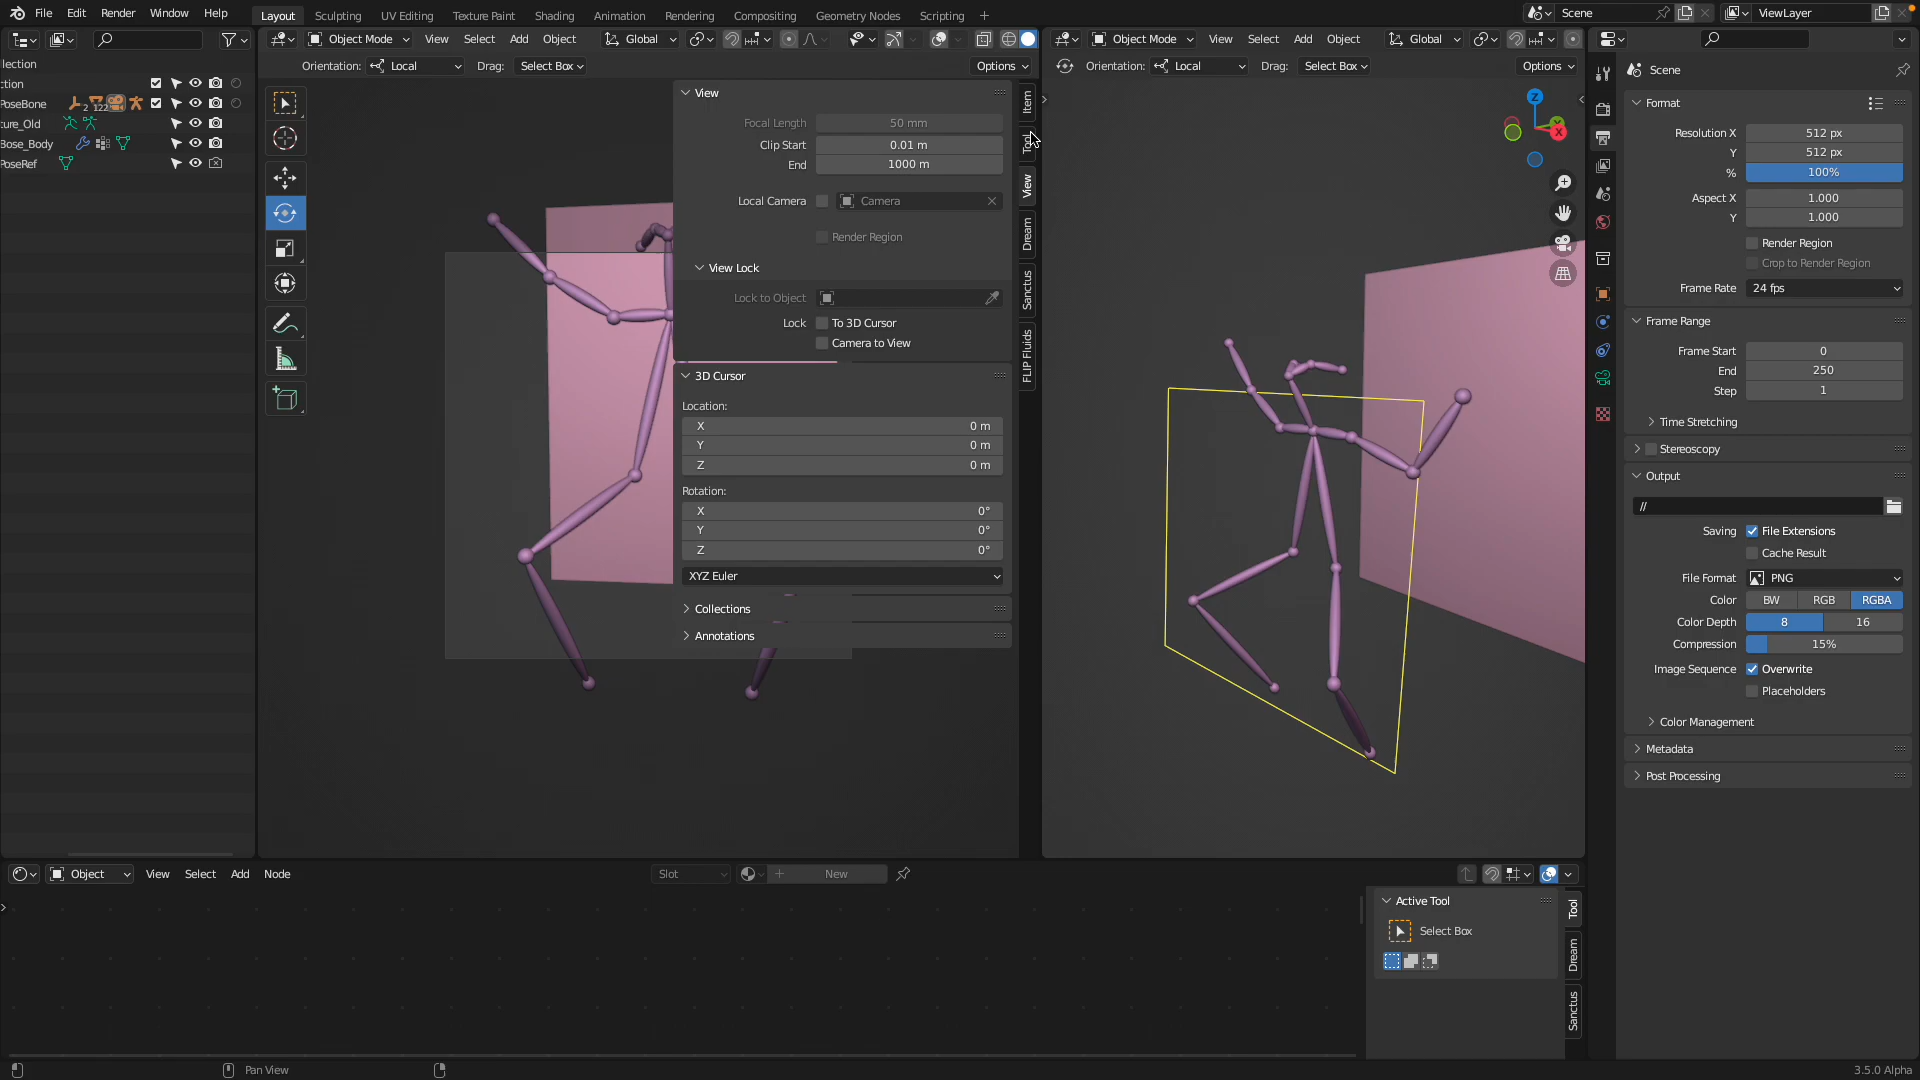 File Edit Render Window Help Layout Sculpting UV Editing Texture Paint Shading Animation Rendering Compositing Geometry Nodes Scripting + Scene ViewLayer
Object Mode View Select Add Object Global
Orientation: Local Drag: Select Box Options
Object Mode View Select Add Object Global
Orientation: Local Drag: Select Box Options
llection
ction
PoseBone 2 122
ture_Old
Bose_Body
PoseRef
View
Focal Length 50 mm
Clip Start 0.01 m
End 1000 m
Local Camera Camera
Render Region
View Lock
Lock to Object
Lock To 3D Cursor
Camera to View
3D Cursor
Location:
X 0 m
Y 0 m
Z 0 m
Rotation:
X 0°
Y 0°
Z 0°
XYZ Euler
Collections
Annotations
Item
Tool
View
Dream
Sanctus
FLIP Fluids
Z
Y
X
Scene
Format
Resolution X 512 px
Y 512 px
% 100%
Aspect X 1.000
Y 1.000
Render Region
Crop to Render Region
Frame Rate 24 fps
Frame Range
Frame Start 0
End 250
Step 1
Time Stretching
Stereoscopy
Output
//
Saving File Extensions
Cache Result
File Format PNG
Color BW RGB RGBA
Color Depth 8 16
Compression 15%
Image Sequence Overwrite
Placeholders
Color Management
Metadata
Post Processing
Object View Select Add Node Slot + New
Active Tool
Select Box
Tool
Dream
Sanctus
Pan View
3.5.0 Alpha